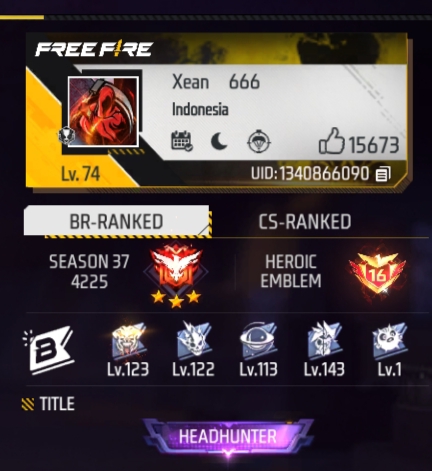 FREE FIRE
Xean 666
Indonesia
15673
Lv. 74
UID: 1340866090
BR-RANKED
CS-RANKED
SEASON 37
4225
HEROIC
EMBLEM
16
B
Lv.123
Lv.122
Lv.113
Lv.143
Lv.1
TITLE
HEADHUNTER